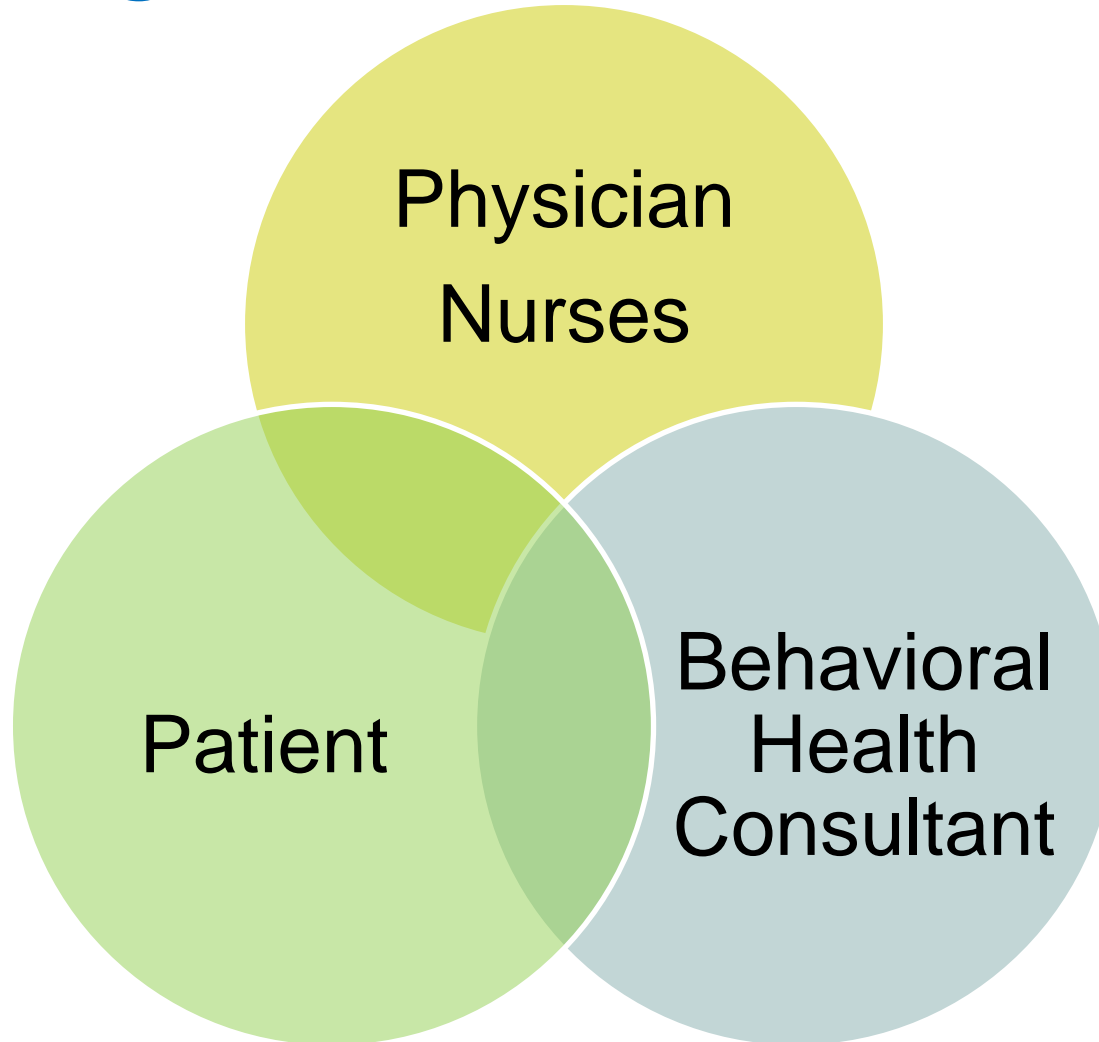 Physician
Nurses
Patient
Behavioral
Health
Consultant